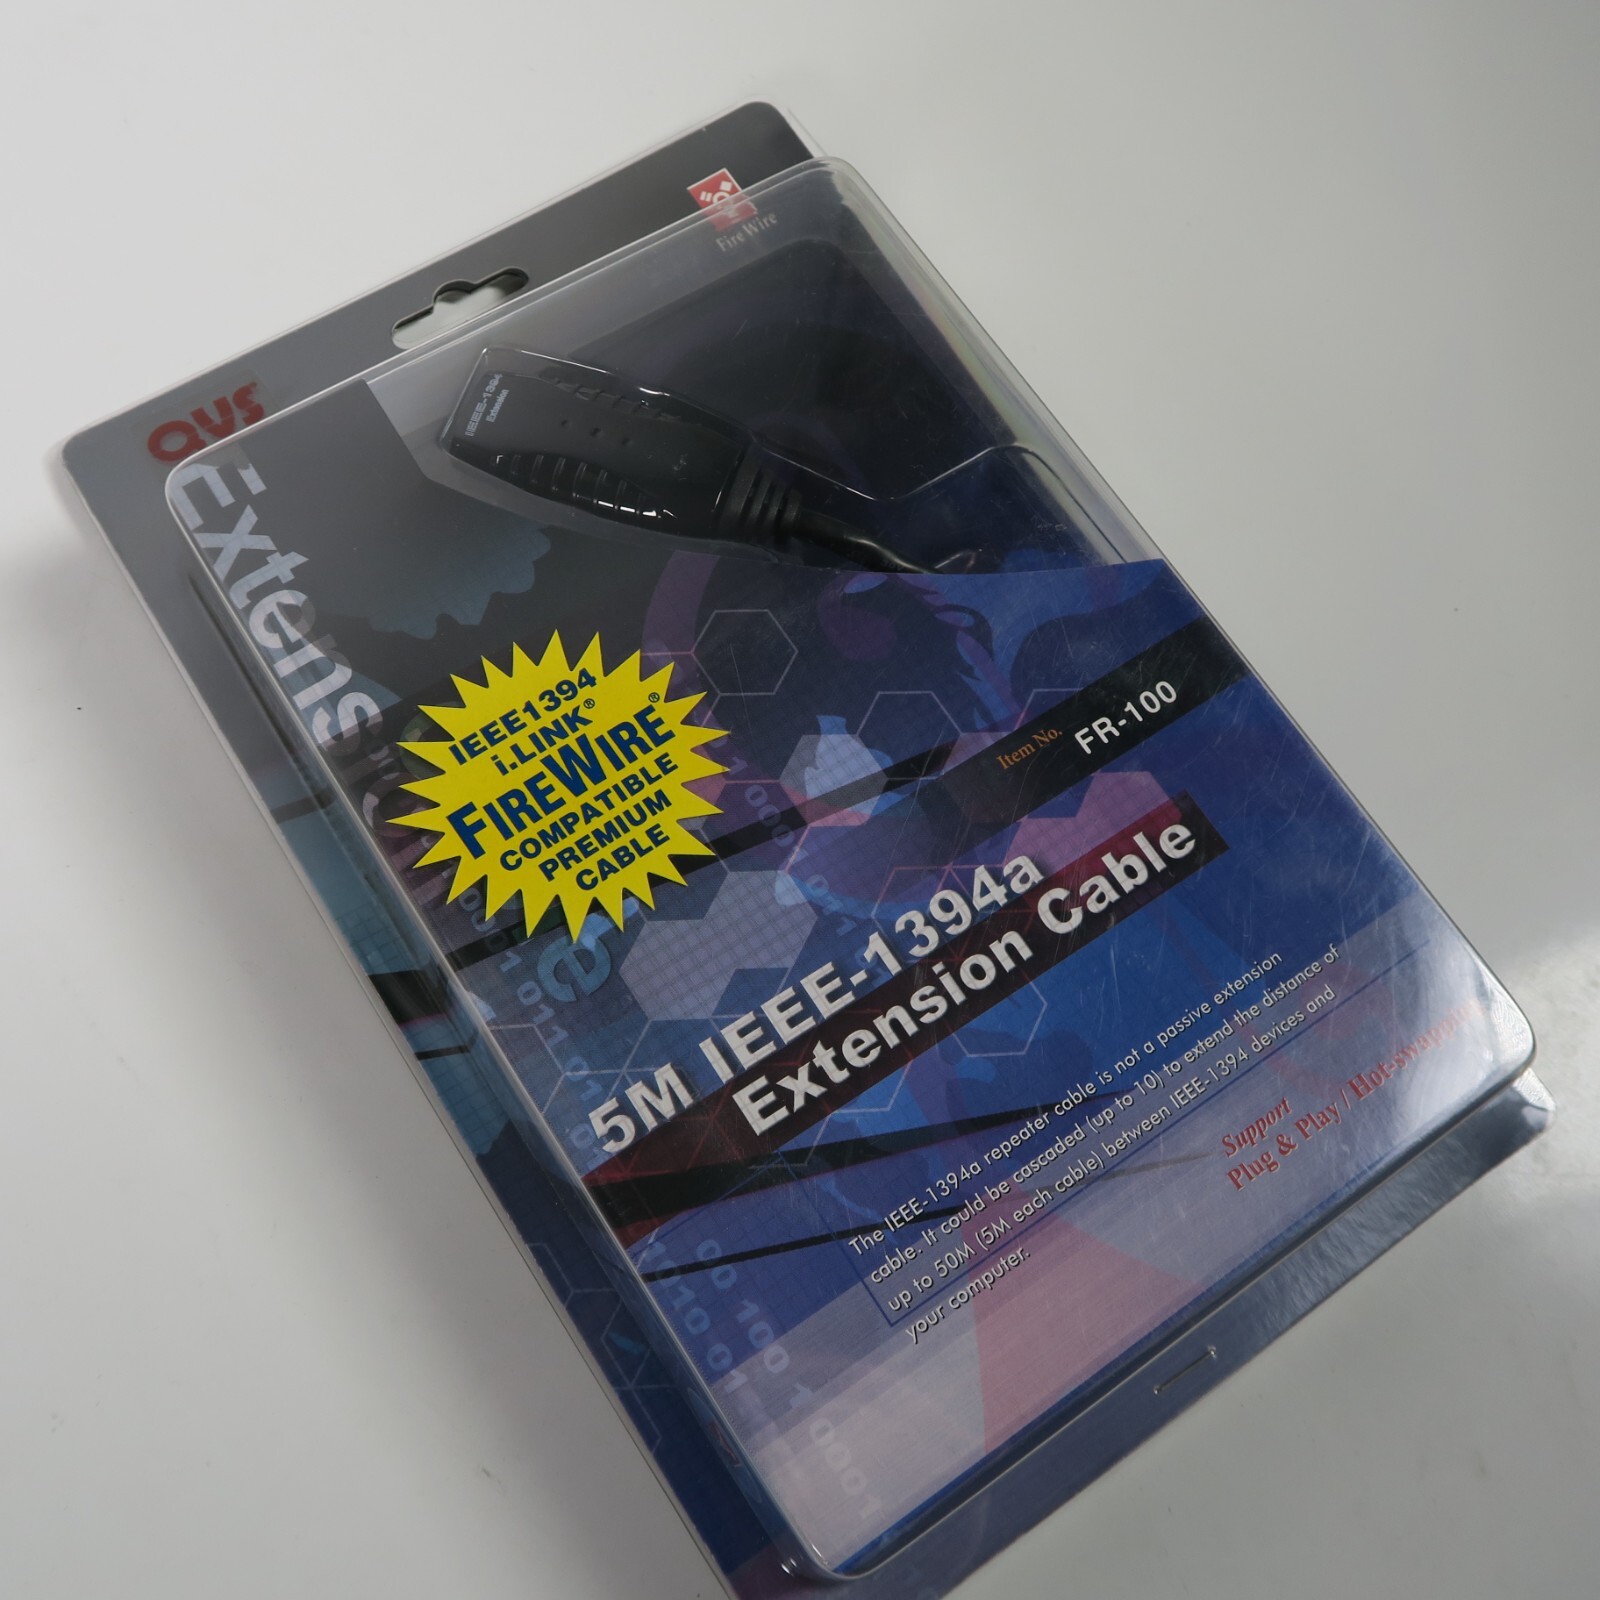 FireWire
QVS
IEEE-1394
Extension
Extension
IEEE1394
i.LINK®
FIREWIRE®
COMPATIBLE
PREMIUM
CABLE
Item No. FR-100
5M IEEE-1394a
Extension Cable
The IEEE-1394a repeater cable is not a passive extension
cable. It could be cascaded (up to 10) to extend the distance of
up to 50M (5M each cable) between IEEE-1394 devices and
your computer.
Support
Plug & Play / Hot-swapping